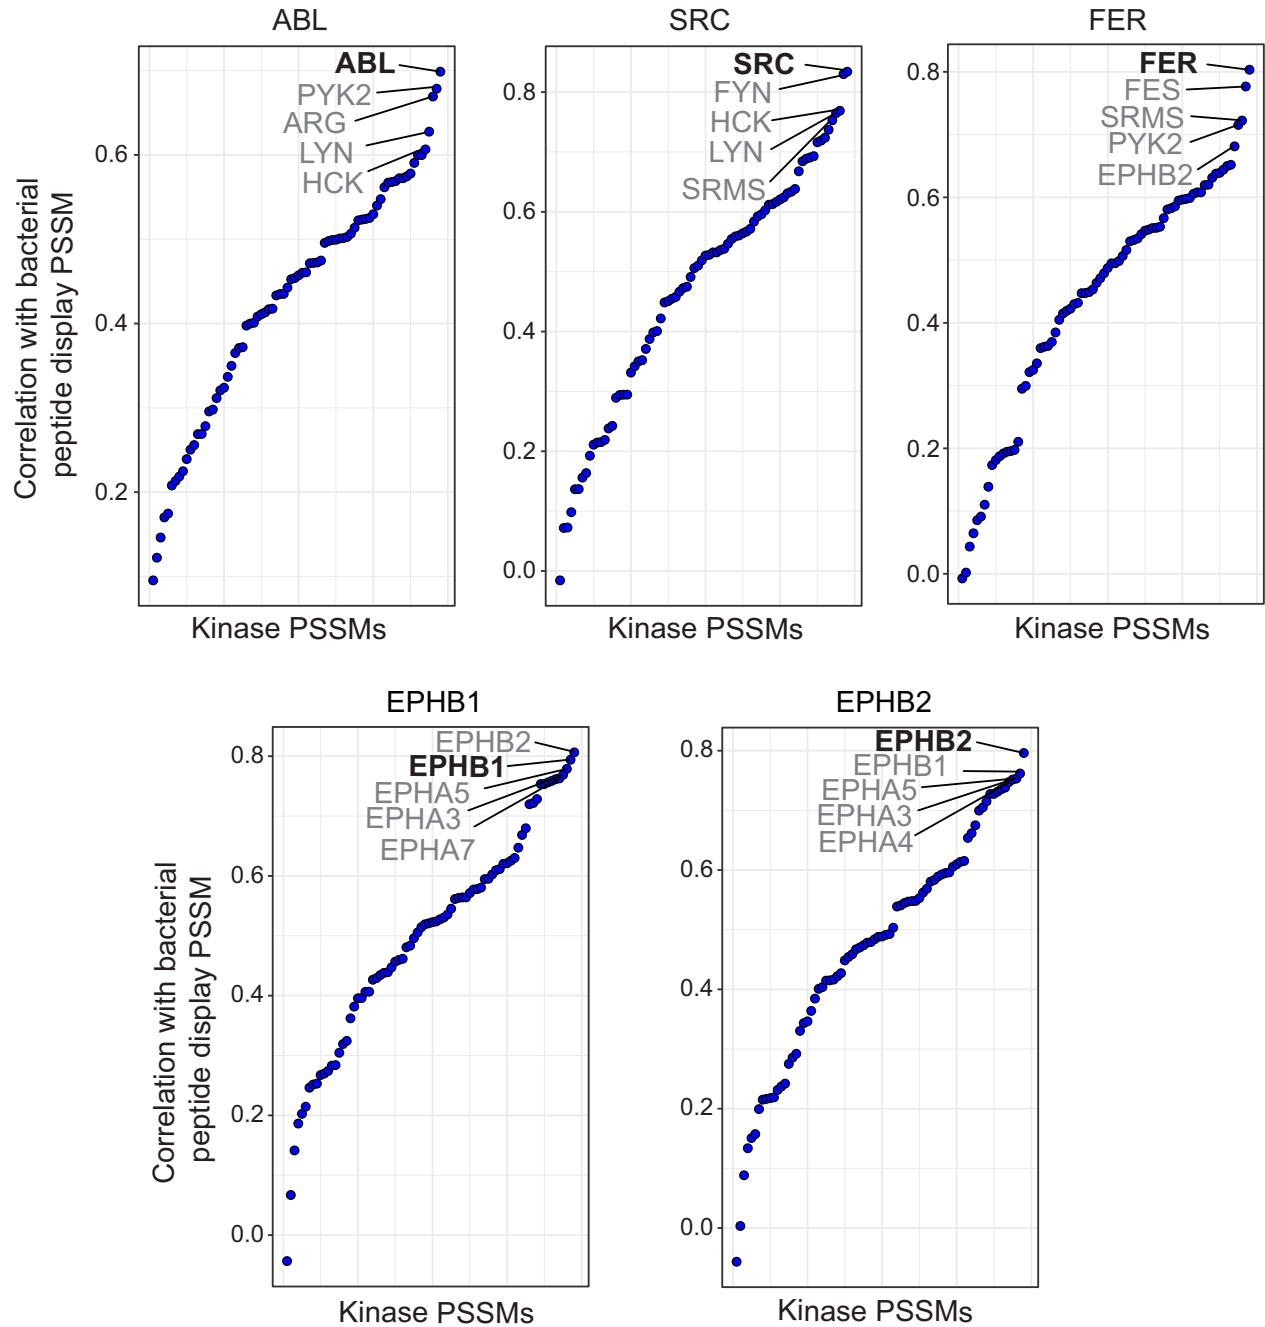 ABL
SRC
FER
Correlation with bacterial
peptide display PSSM
0.6
0.4
0.2
ABL
PYK2
ARG
LYN
HCK
Kinase PSSMs
0.8
0.6
0.4
0.2
0.0
SRC
FYN
HCK
LYN
SRMS
Kinase PSSMs
0.8
0.6
0.4
0.2
0.0
FER
FES
SRMS
PYK2
EPHB2
Kinase PSSMs
EPHB1
EPHB2
Correlation with bacterial
peptide display PSSM
0.8
0.6
0.4
0.2
0.0
EPHB2
EPHB1
EPHA5
EPHA3
EPHA7
Kinase PSSMs
0.8
0.6
0.4
0.2
0.0
EPHB2
EPHB1
EPHA5
EPHA3
EPHA4
Kinase PSSMs